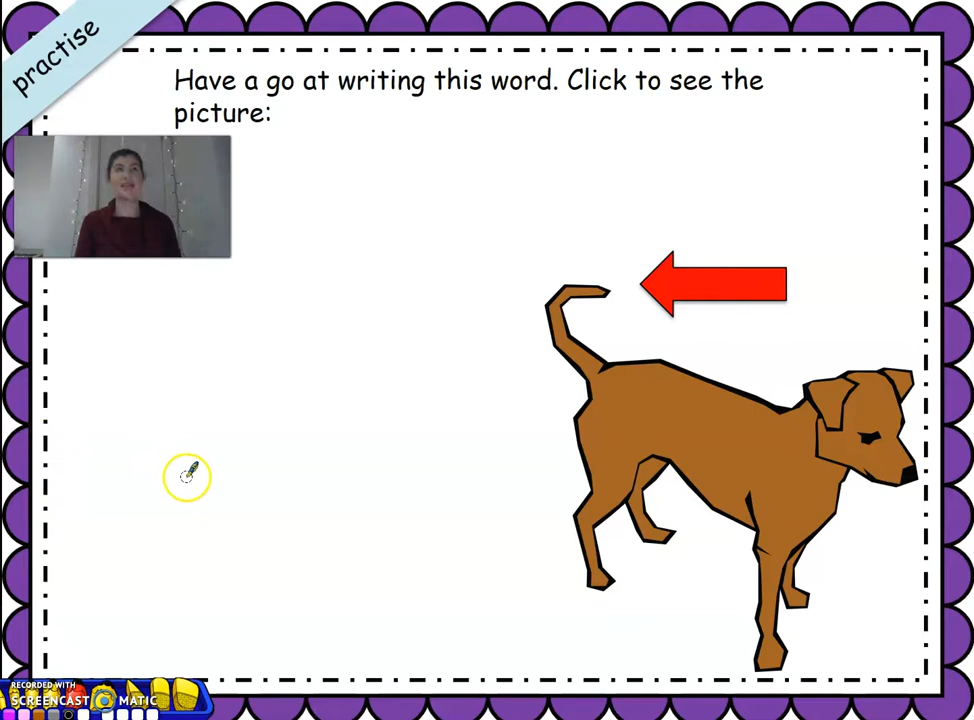 practise
Have a go at writing this word. Click to see the
picture:
RECORDED WITH
SCREENCAST MATIC